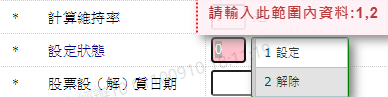 * 計算維持率
請輸入此範圍內資料:1,2
* 設定狀態 0
1 設定
* 股票設（解）質日期
2 解除